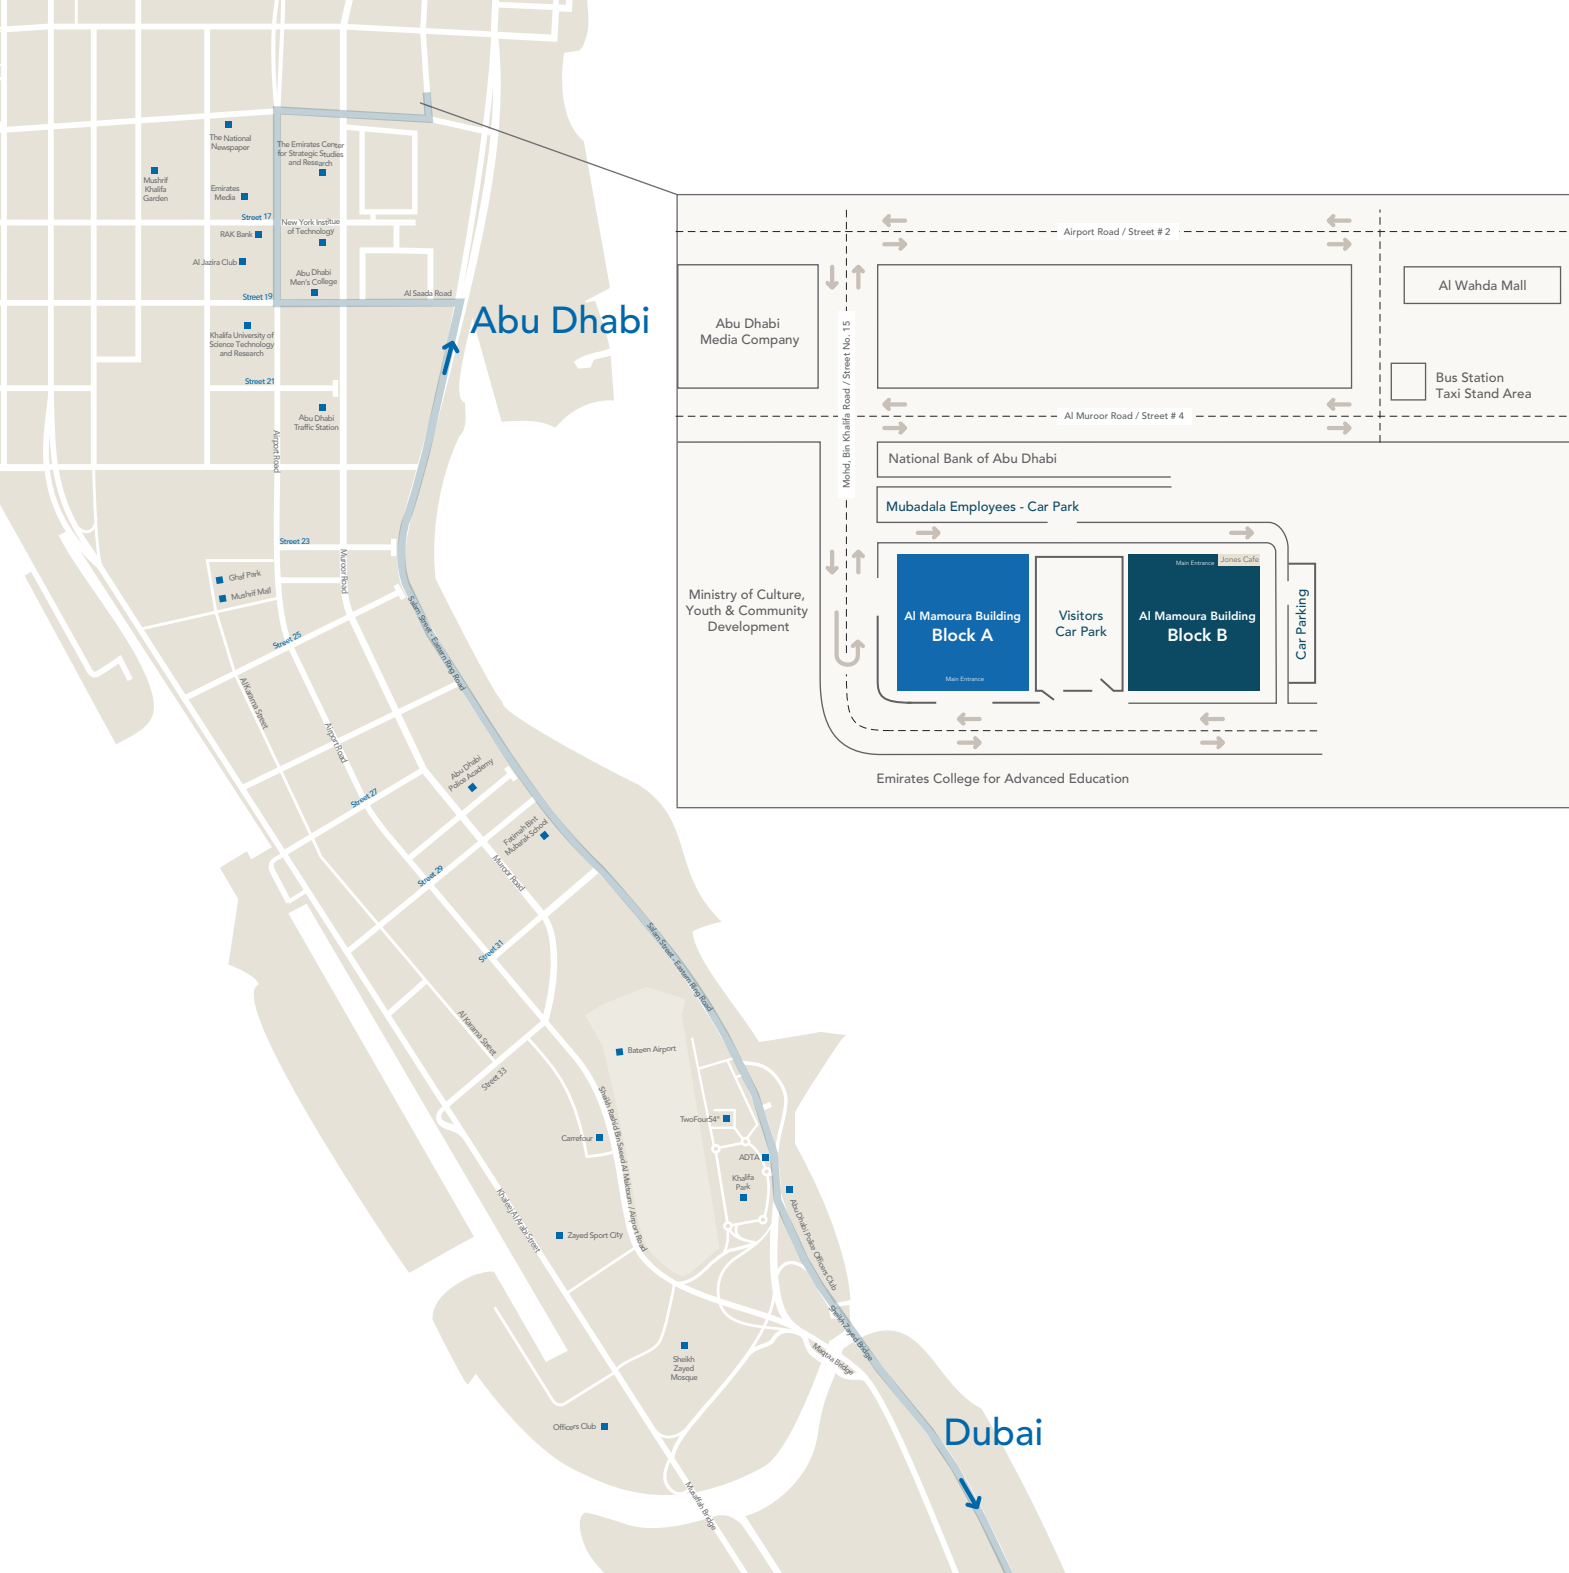 The National
Newspaper
The Emirates Center
for Strategic Studies
and Research
Mushrif
Khalifa
Garden
Emirates
Media
Street 17
New York Institue
of Technology
RAK Bank
Al Jazira Club
Abu Dhabi
Men's College
Street 19
Al Saada Road
Abu Dhabi
Khalifa University of
Science Technology
and Research
Street 21
Abu Dhabi
Traffic Station
Airport Road
Street 23
Muroor Road
Ghaf Park
Mushrif Mall
Salam Street - Eastern Ring Road
Street 25
Al Karama Street
Airport Road
Abu Dhabi
Police Academy
Street 27
Fatimah Bint
Mubarak School
Muroor Road
Street 29
Street 31
Salam Street - Eastern Ring Road
Al Karama Street
Street 33
Bateen Airport
Sheikh Rashid Bin Saeed Al Maktoum / Airport Road
TwoFour54°
Carrefour
ADTA
Khalifa
Park
Abu Dhabi Police Officers Club
Khaleej Al Arabi Street
Zayed Sport City
Sheikh Zayed Bridge
Maqtaa Bridge
Sheikh
Zayed
Mosque
Officers Club
Dubai
Musaffah Bridge
Airport Road / Street # 2
Al Wahda Mall
Abu Dhabi
Media Company
Mohd, Bin Khalifa Road / Street No. 15
Bus Station
Taxi Stand Area
Al Muroor Road / Street # 4
National Bank of Abu Dhabi
Mubadala Employees - Car Park
Main Entrance
Jones Cafe
Ministry of Culture,
Youth & Community
Development
Al Mamoura Building
Block A
Main Entrance
Visitors
Car Park
Al Mamoura Building
Block B
Car Parking
Emirates College for Advanced Education